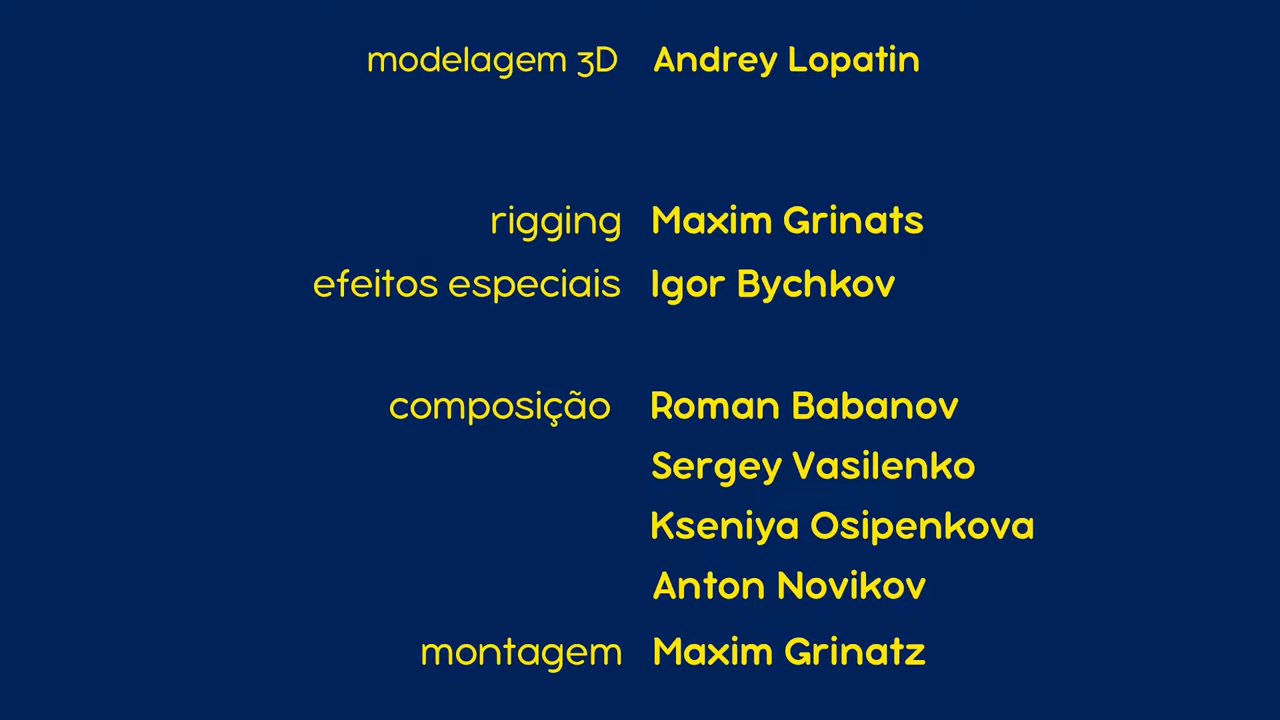 modelagem 3D Andrey Lopatin
rigging Maxim Grinats
efeitos especiais Igor Bychkov
composição Roman Babanov
Sergey Vasilenko
Kseniya Osipenkova
Anton Novikov
montagem Maxim Grinatz